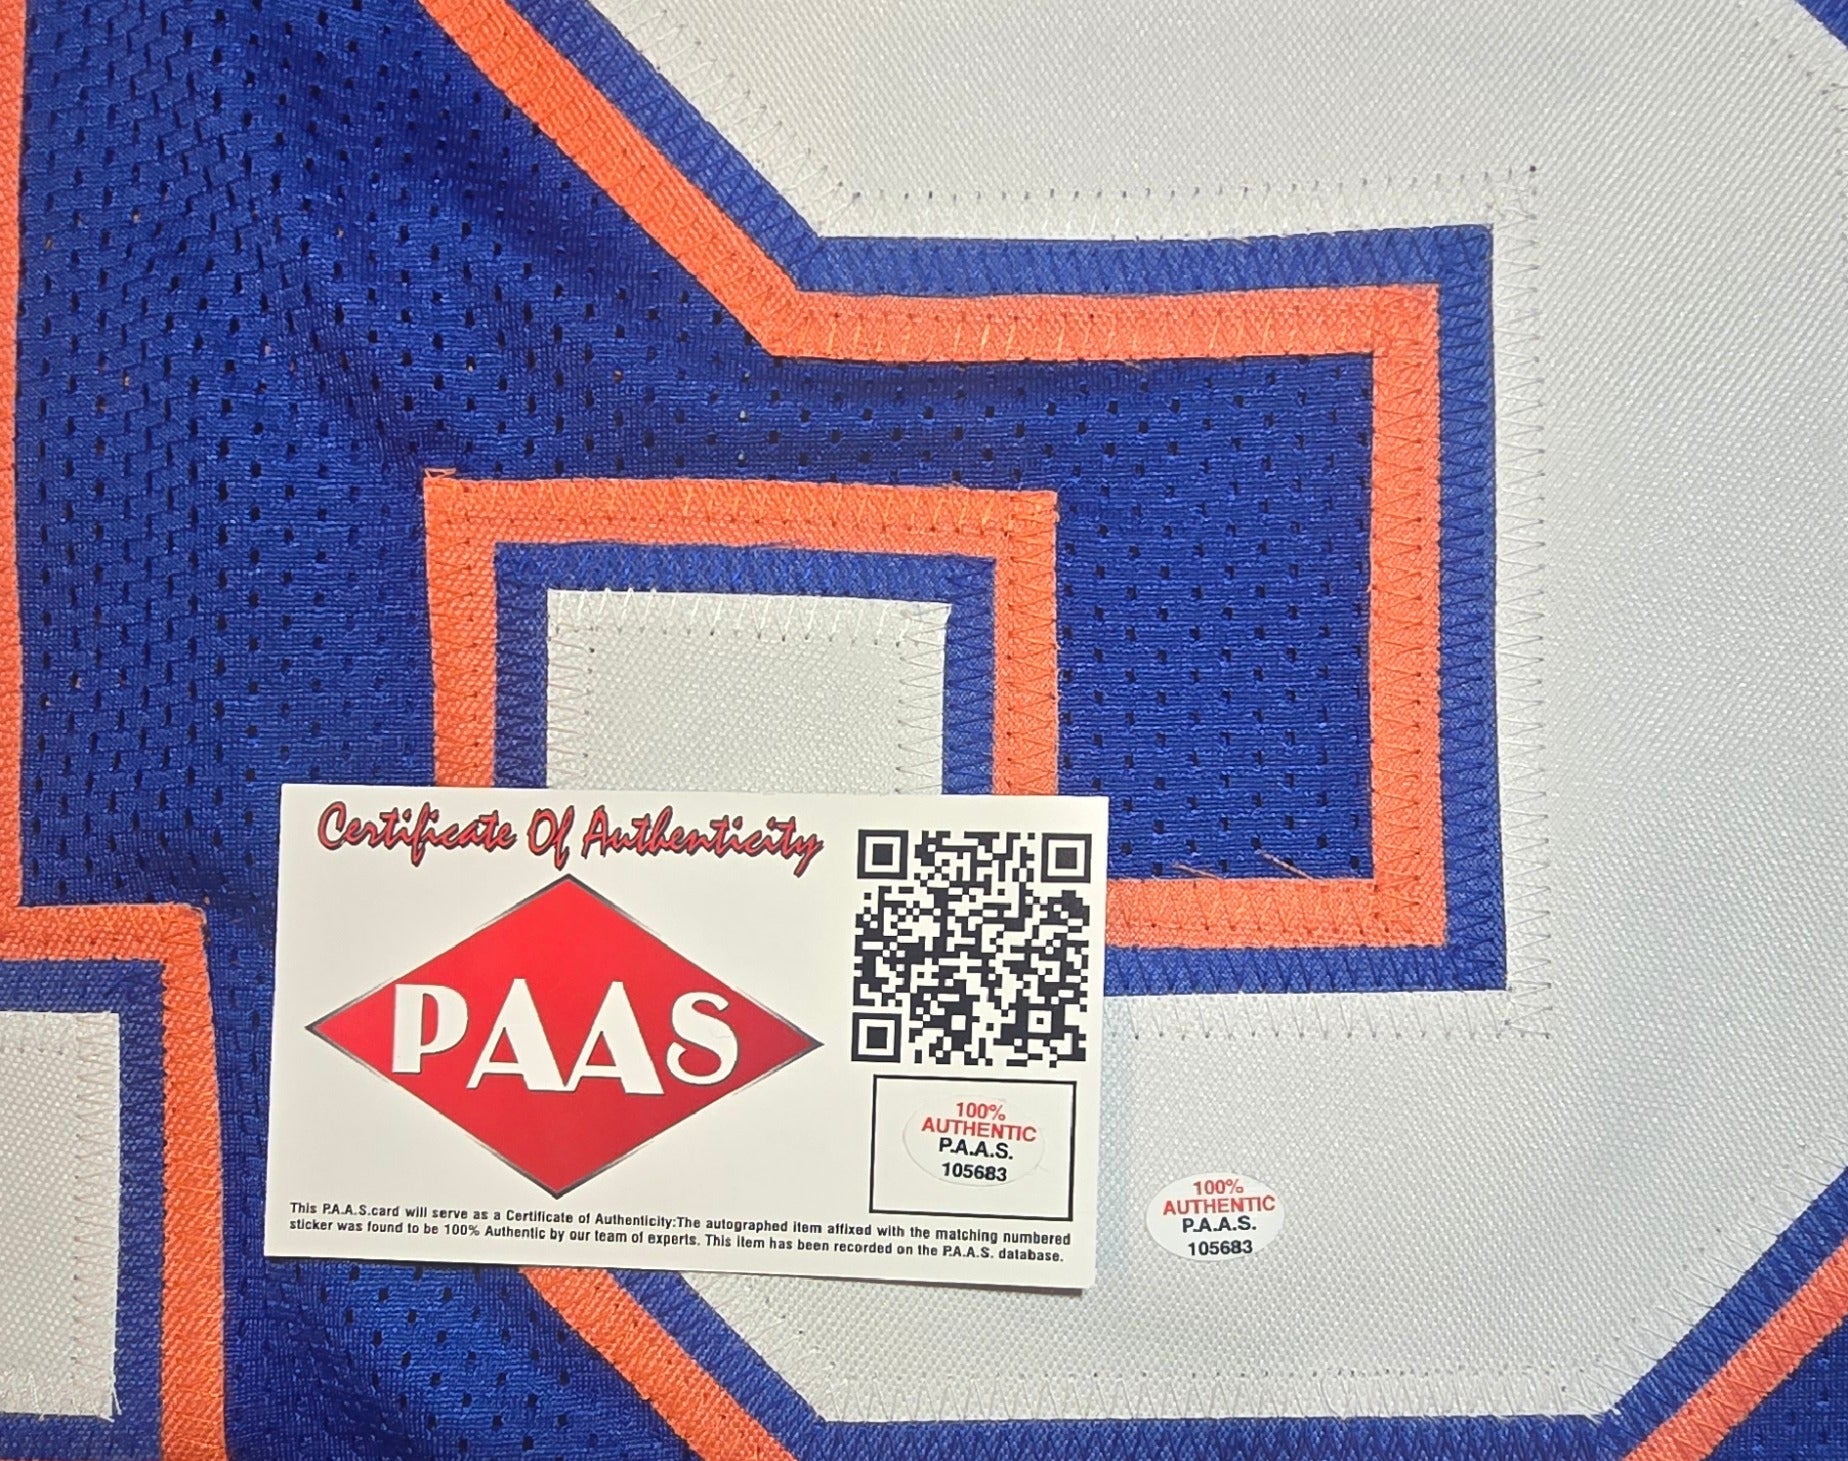 Certificate Of Authenticity
PAAS
100%
AUTHENTIC
P.A.A.S.
105683
This P.A.A.S.card will serve as a Certificate of Authenticity:The autographed item affixed with the matching numbered
sticker was found to be 100% Authentic by our team of experts. This item has been recorded on the P.A.A.S. database.
100%
AUTHENTIC
P.A.A.S.
105683